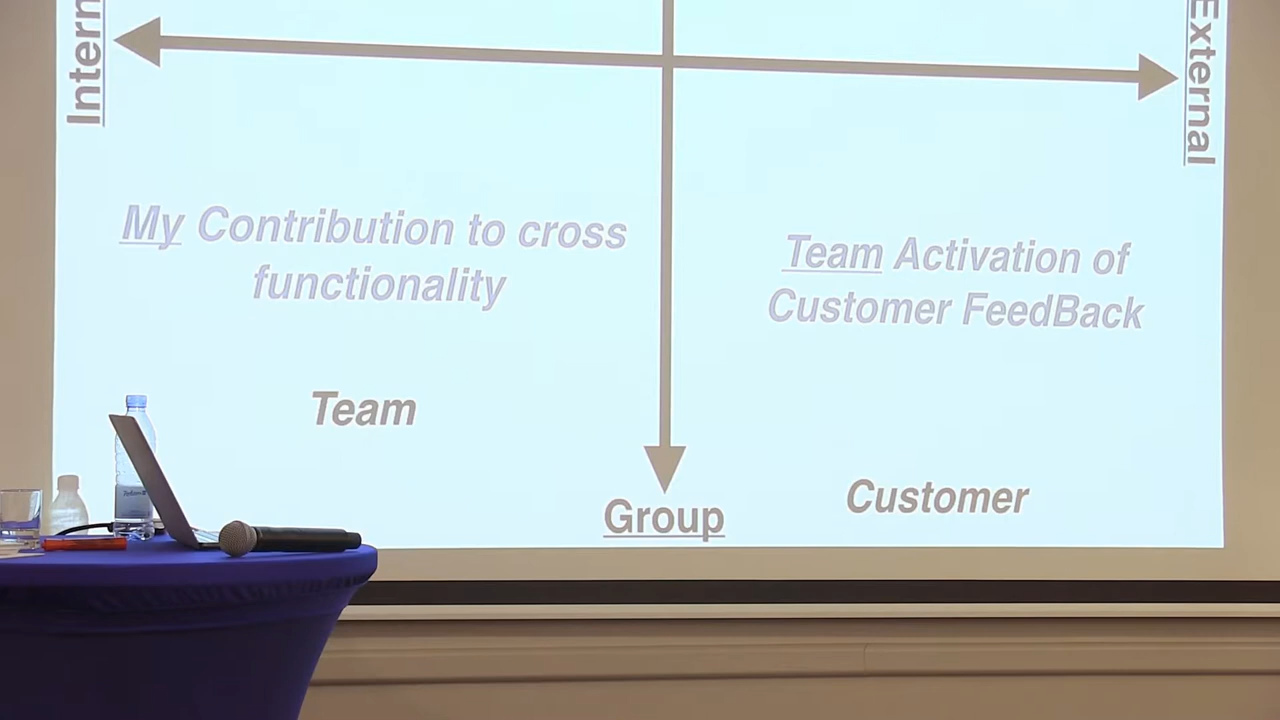 Intern
External
My Contribution to cross
functionality
Team Activation of
Customer FeedBack
Team
Customer
Group